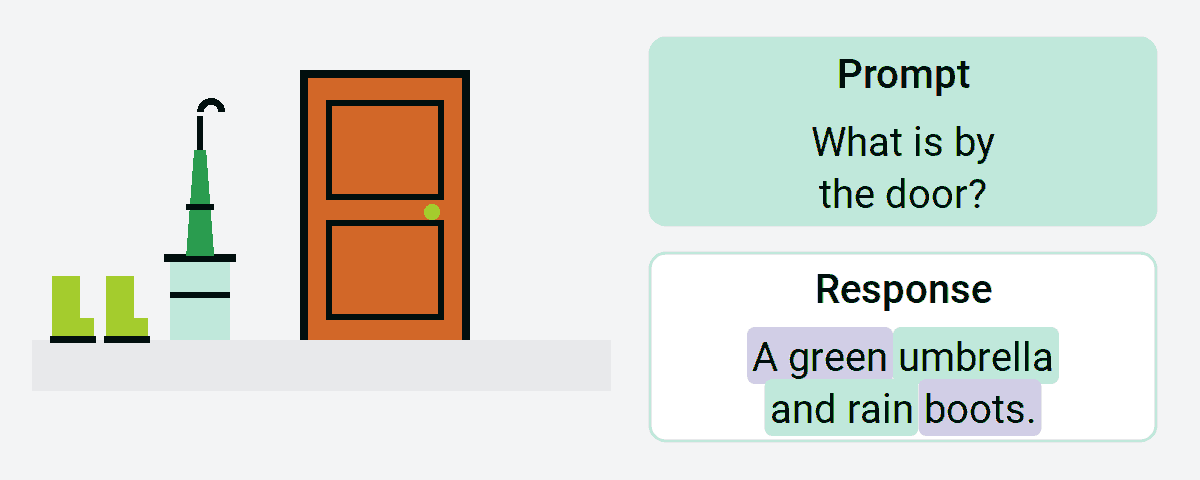 Prompt
What is by
the door?
Response
A green umbrella
and rain boots.